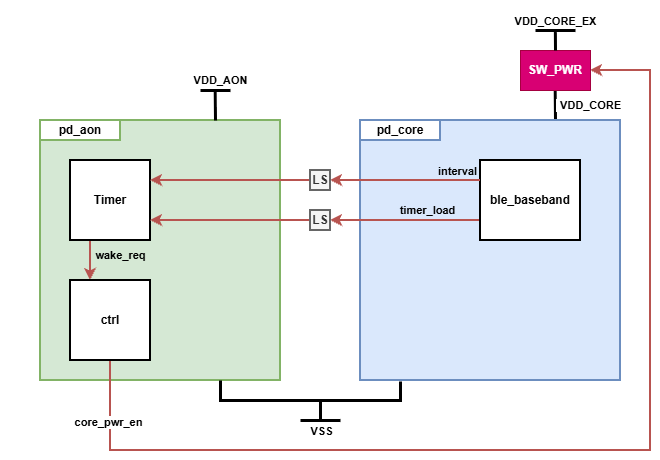 VDD_CORE_EX
SW_PWR
VDD_AON
VDD_CORE
pd_aon
pd_core
Timer
LS
interval
ble_baseband
LS
timer_load
wake_req
ctrl
core_pwr_en
VSS